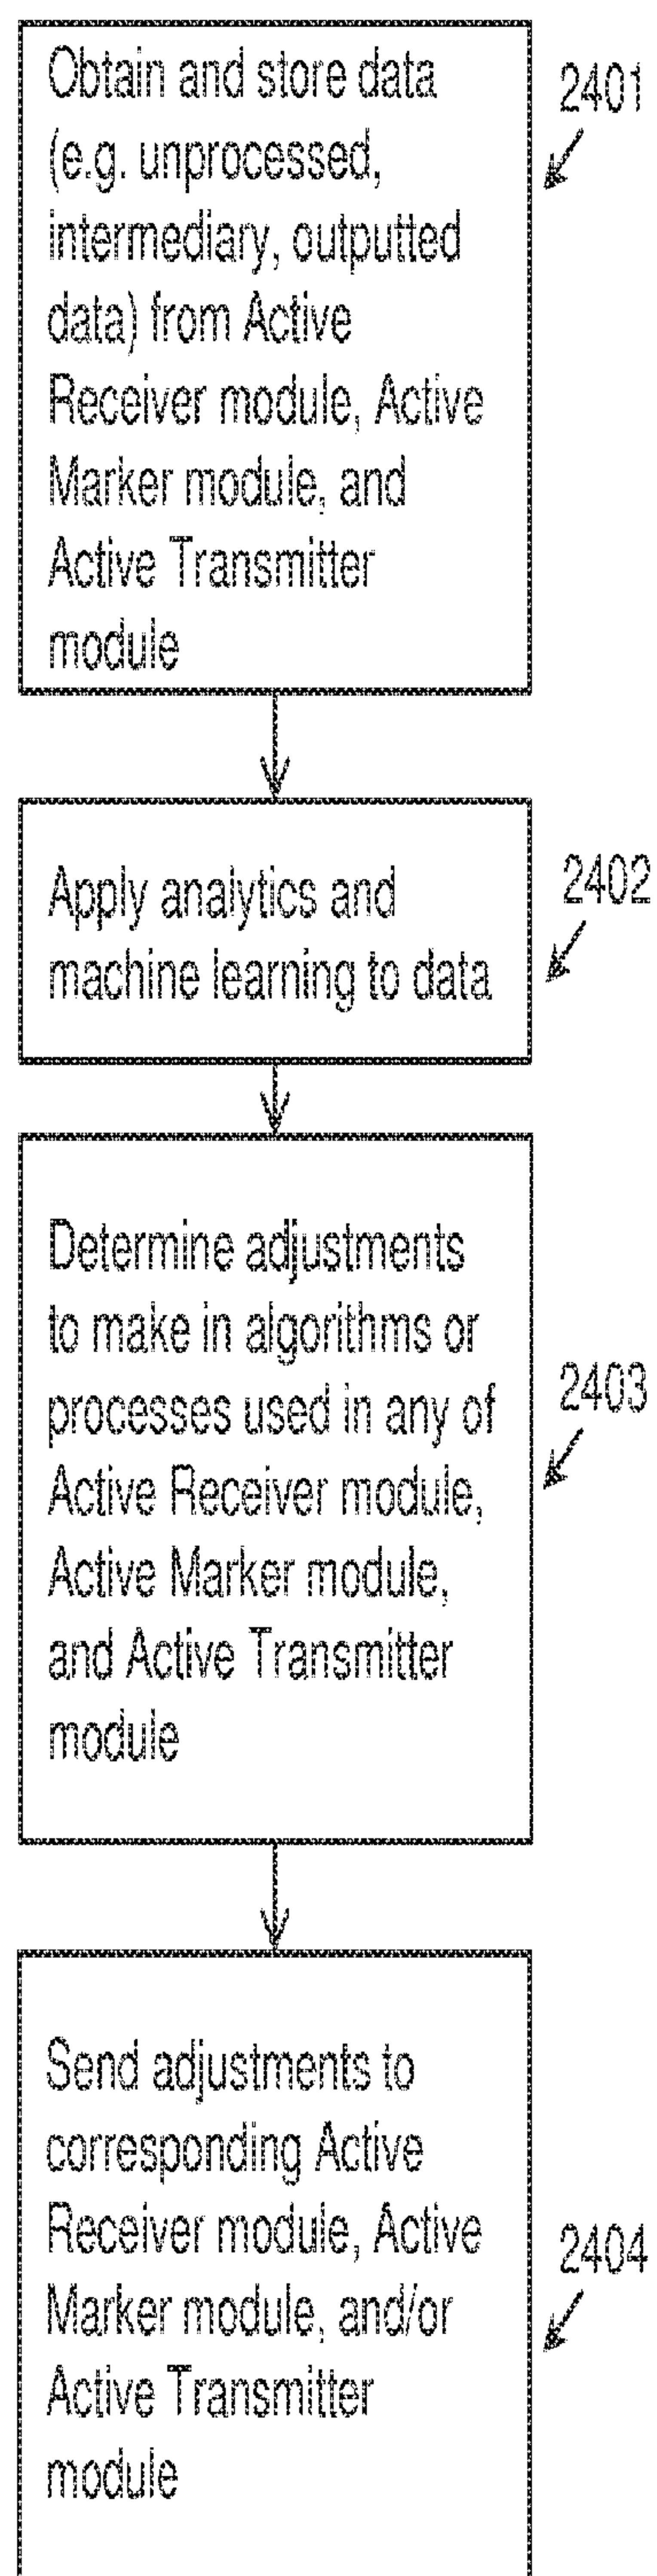 Obtain and store data
(e.g. unprocessed,
intermediary, outputted
data) from Active
Receiver module, Active
Marker module, and
Active Transmitter
module
2401
Apply analytics and
machine learning to data
2402
Determine adjustments
to make in algorithms or
processes used in any of
Active Receiver module,
Active Marker module,
and Active Transmitter
module
2403
Send adjustments to
corresponding Active
Receiver module, Active
Marker module, and/or
Active Transmitter
module
2404